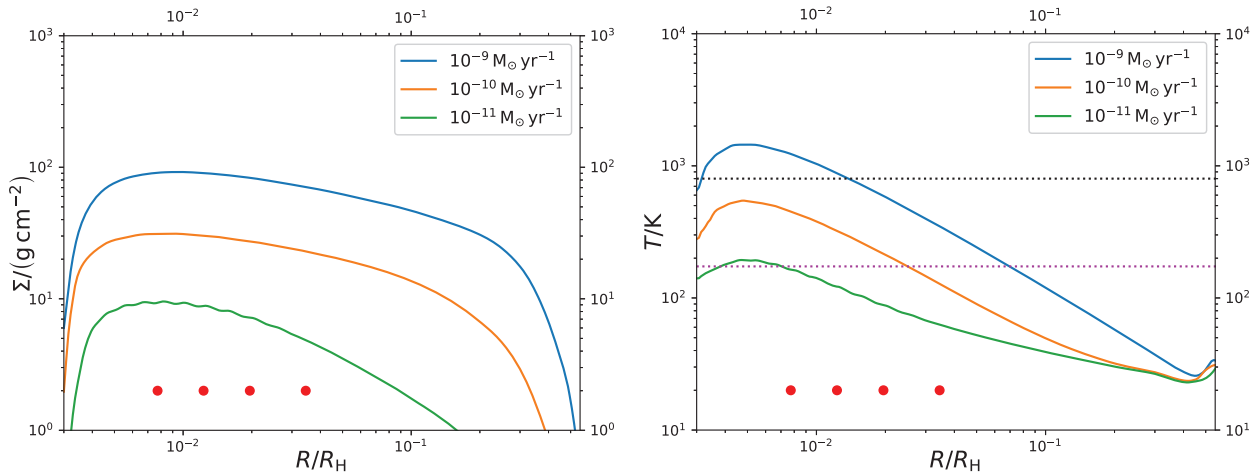 10⁻² 10⁻¹
10³ 10³
10⁻⁹ M☉ yr⁻¹
10⁻¹⁰ M☉ yr⁻¹
10⁻¹¹ M☉ yr⁻¹
10² 10²
Σ/(g cm⁻²)
10¹ 10¹
10⁰ 10⁰
10⁻² 10⁻¹
R/R_H
10⁻² 10⁻¹
10⁴ 10⁴
10⁻⁹ M☉ yr⁻¹
10⁻¹⁰ M☉ yr⁻¹
10⁻¹¹ M☉ yr⁻¹
10³ 10³
T/K
10² 10²
10¹ 10¹
10⁻² 10⁻¹
R/R_H